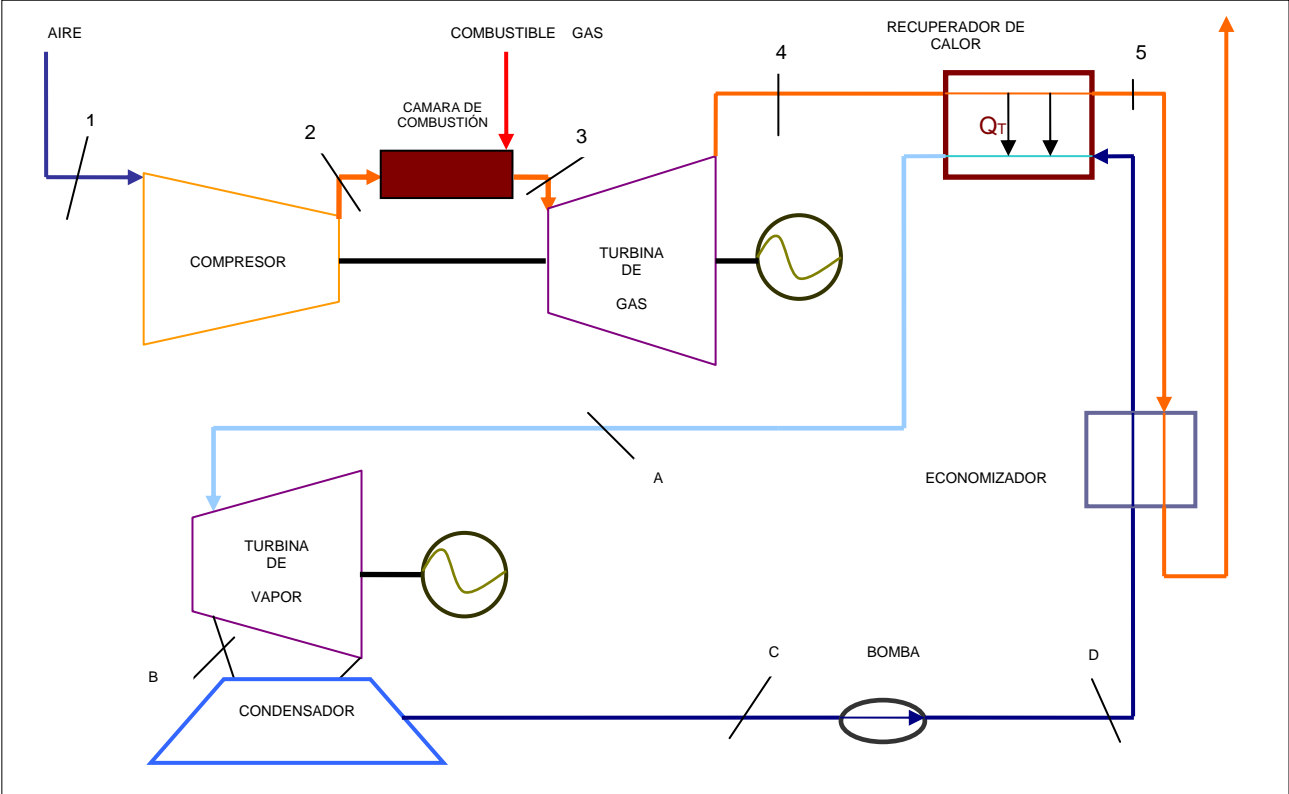 AIRE
COMBUSTIBLE GAS
RECUPERADOR DE
CALOR
4
5
CAMARA DE
COMBUSTIÓN
1
2
3
QT
COMPRESOR
TURBINA
DE
GAS
A
ECONOMIZADOR
TURBINA
DE
VAPOR
B
CONDENSADOR
C
BOMBA
D